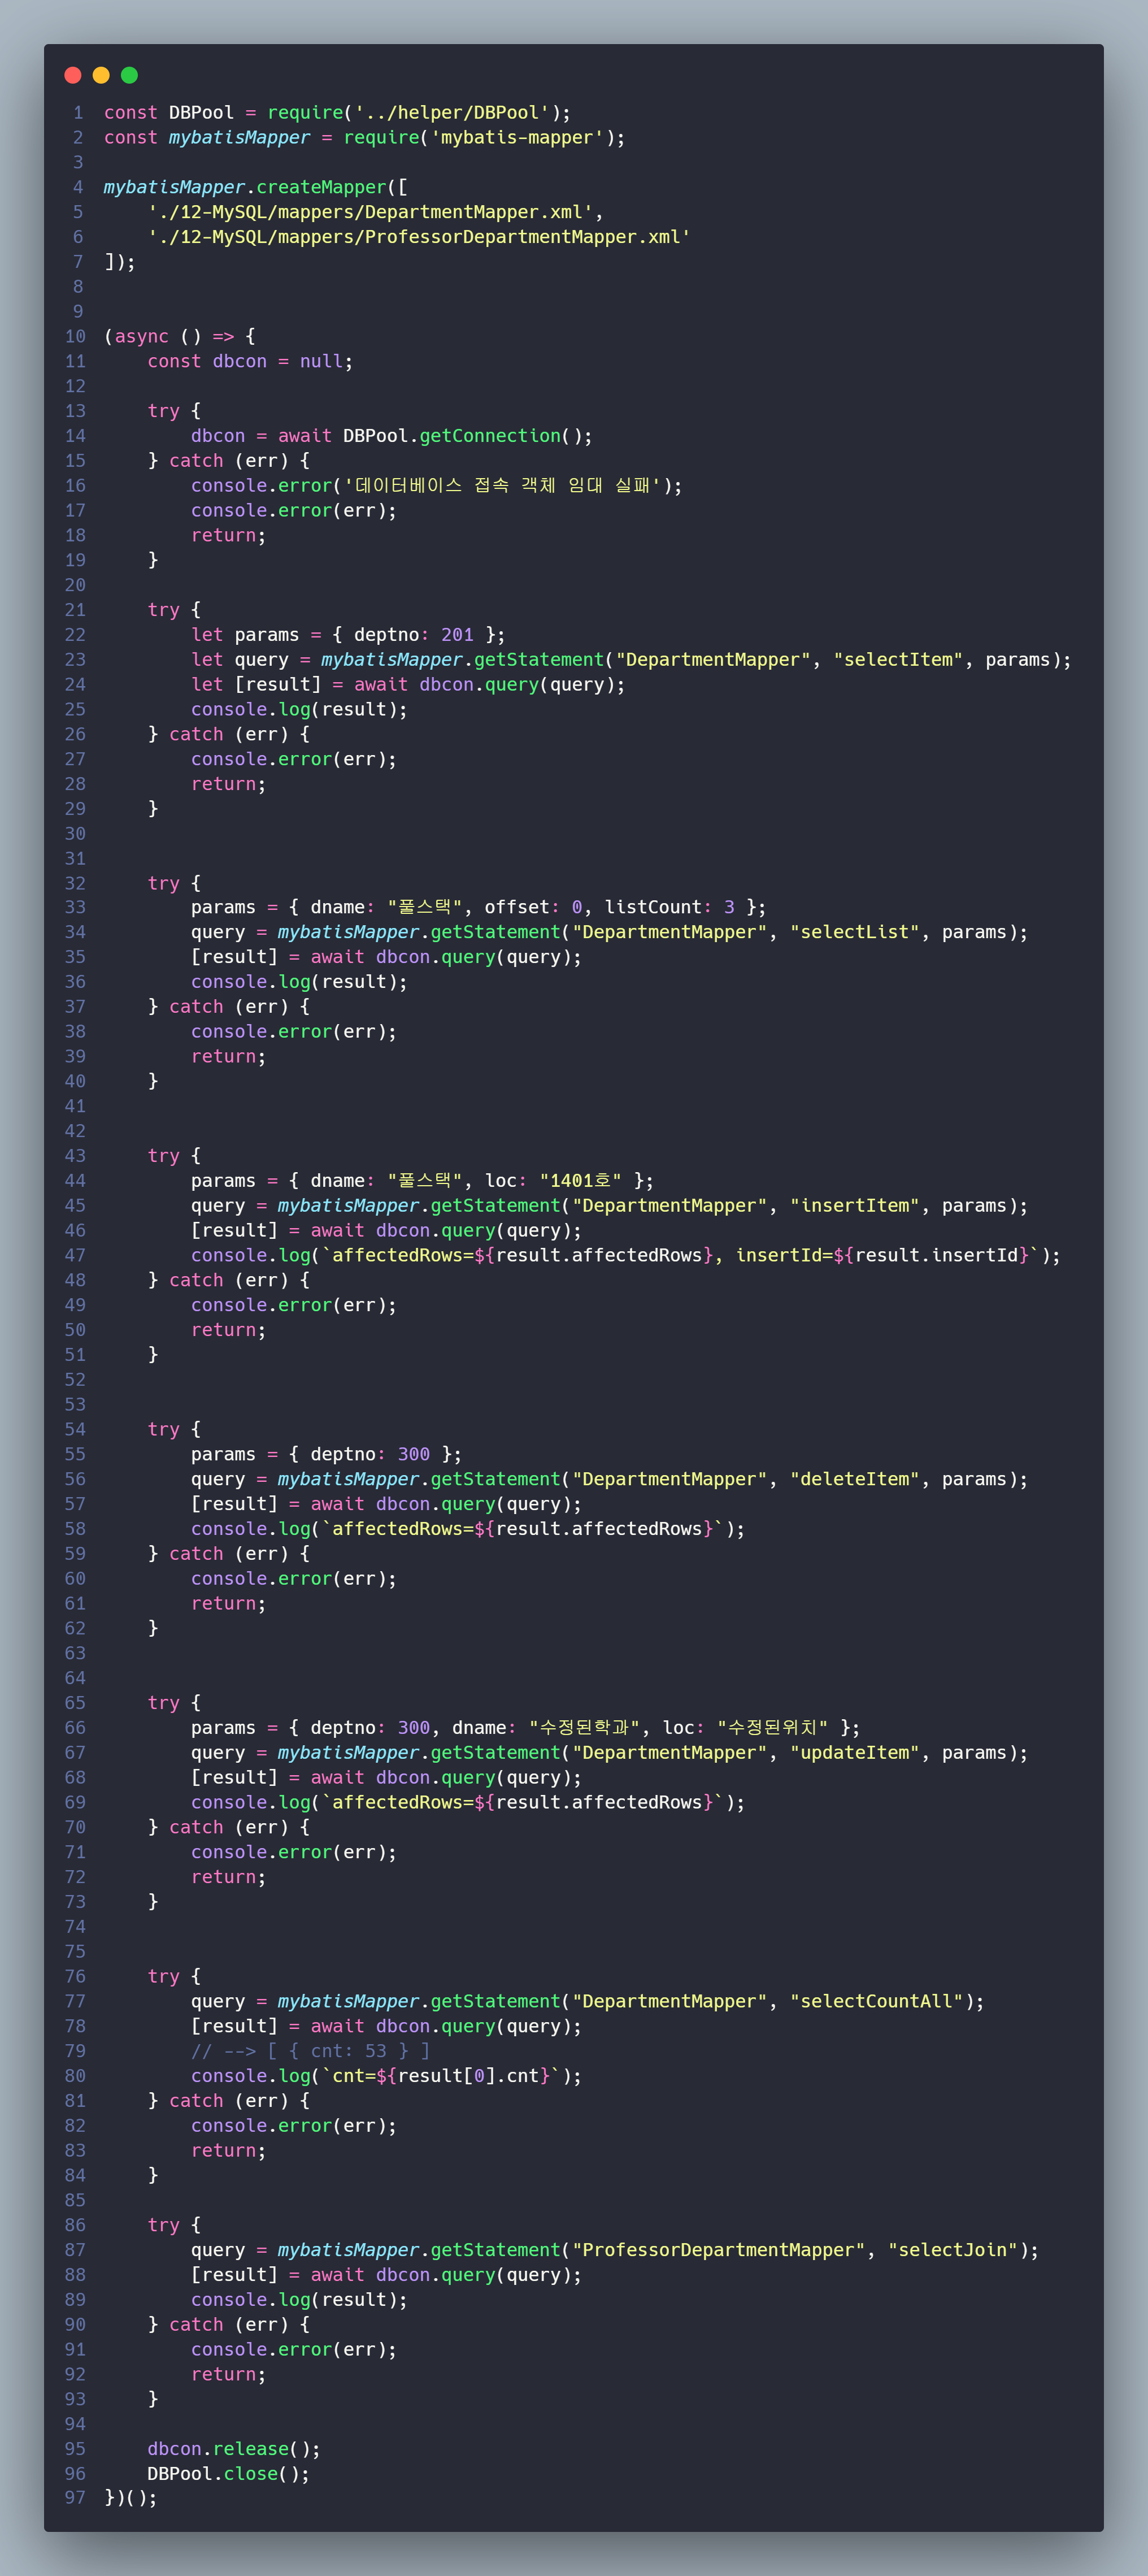 1 const DBPool = require('../helper/DBPool');
2 const mybatisMapper = require('mybatis-mapper');
3
4 mybatisMapper.createMapper([
5     './12-MySQL/mappers/DepartmentMapper.xml',
6     './12-MySQL/mappers/ProfessorDepartmentMapper.xml'
7 ]);
8
9
10 (async () => {
11     const dbcon = null;
12
13     try {
14         dbcon = await DBPool.getConnection();
15     } catch (err) {
16         console.error('데이터베이스 접속 객체 임대 실패');
17         console.error(err);
18         return;
19     }
20
21     try {
22         let params = { deptno: 201 };
23         let query = mybatisMapper.getStatement("DepartmentMapper", "selectItem", params);
24         let [result] = await dbcon.query(query);
25         console.log(result);
26     } catch (err) {
27         console.error(err);
28         return;
29     }
30
31
32     try {
33         params = { dname: "풀스택", offset: 0, listCount: 3 };
34         query = mybatisMapper.getStatement("DepartmentMapper", "selectList", params);
35         [result] = await dbcon.query(query);
36         console.log(result);
37     } catch (err) {
38         console.error(err);
39         return;
40     }
41
42
43     try {
44         params = { dname: "풀스택", loc: "1401호" };
45         query = mybatisMapper.getStatement("DepartmentMapper", "insertItem", params);
46         [result] = await dbcon.query(query);
47         console.log(`affectedRows=${result.affectedRows}, insertId=${result.insertId}`);
48     } catch (err) {
49         console.error(err);
50         return;
51     }
52
53
54     try {
55         params = { deptno: 300 };
56         query = mybatisMapper.getStatement("DepartmentMapper", "deleteItem", params);
57         [result] = await dbcon.query(query);
58         console.log(`affectedRows=${result.affectedRows}`);
59     } catch (err) {
60         console.error(err);
61         return;
62     }
63
64
65     try {
66         params = { deptno: 300, dname: "수정된학과", loc: "수정된위치" };
67         query = mybatisMapper.getStatement("DepartmentMapper", "updateItem", params);
68         [result] = await dbcon.query(query);
69         console.log(`affectedRows=${result.affectedRows}`);
70     } catch (err) {
71         console.error(err);
72         return;
73     }
74
75
76     try {
77         query = mybatisMapper.getStatement("DepartmentMapper", "selectCountAll");
78         [result] = await dbcon.query(query);
79         // --> [ { cnt: 53 } ]
80         console.log(`cnt=${result[0].cnt}`);
81     } catch (err) {
82         console.error(err);
83         return;
84     }
85
86     try {
87         query = mybatisMapper.getStatement("ProfessorDepartmentMapper", "selectJoin");
88         [result] = await dbcon.query(query);
89         console.log(result);
90     } catch (err) {
91         console.error(err);
92         return;
93     }
94
95     dbcon.release();
96     DBPool.close();
97 })();